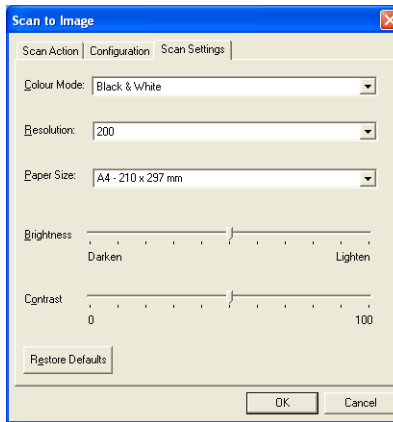 Scan to Image
Scan Action Configuration Scan Settings
Colour Mode: Black & White
Resolution: 200
Paper Size: A4 - 210 x 297 mm
Brightness
Darken Lighten
Contrast
0 100
Restore Defaults
OK Cancel